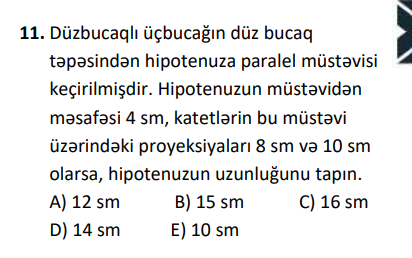 11. Düzbucaqlı üçbucağın düz bucaq
təpəsindən hipotenuza paralel müstəvisi
keçirilmişdir. Hipotenuzun müstəvidən
məsafəsi 4 sm, katetlərin bu müstəvi
üzərindəki proyeksiyaları 8 sm və 10 sm
olarsa, hipotenuzun uzunluğunu tapın.
A) 12 sm B) 15 sm C) 16 sm
D) 14 sm E) 10 sm